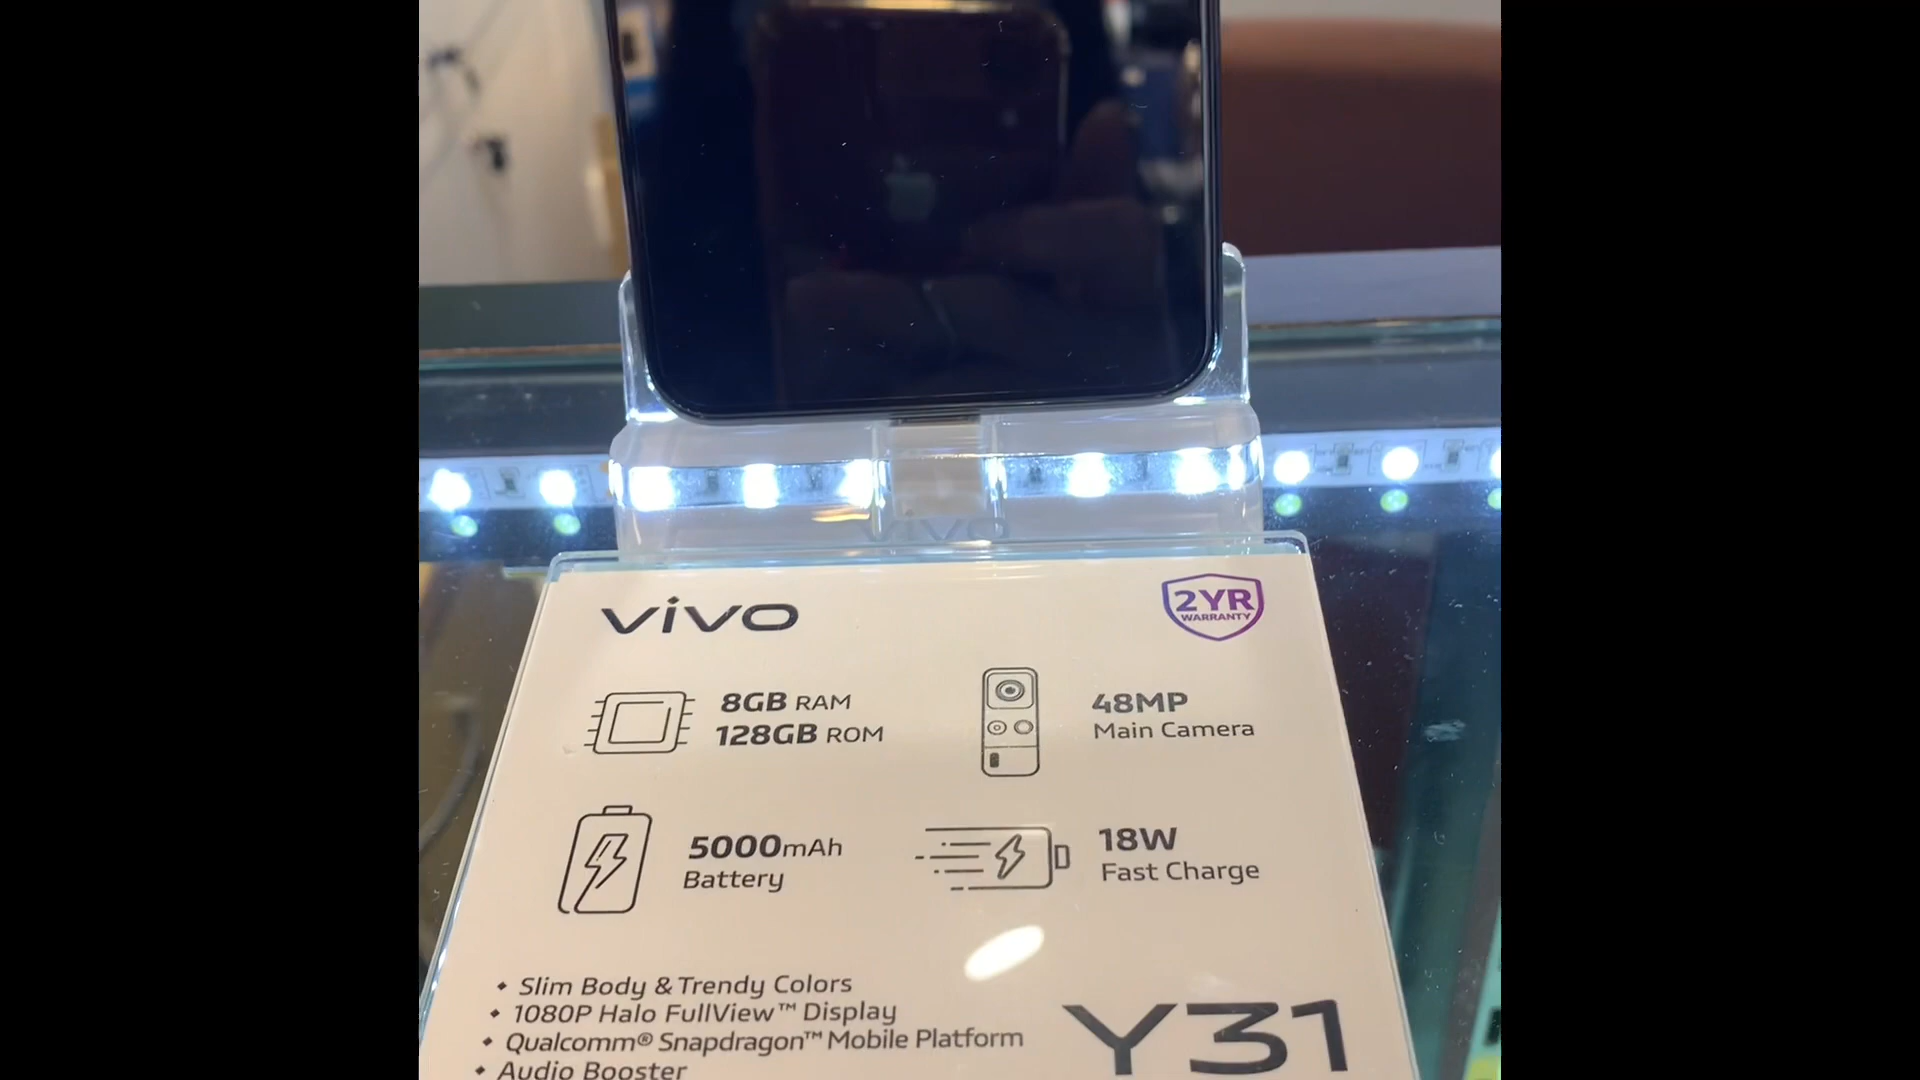 vivo
vivo
2YR
WARRANTY
8GB RAM
128GB ROM
48MP
Main Camera
5000mAh
Battery
18W
Fast Charge
• Slim Body & Trendy Colors
• 1080P Halo FullView™ Display
• Qualcomm® Snapdragon™ Mobile Platform
• Audio Booster
Y31